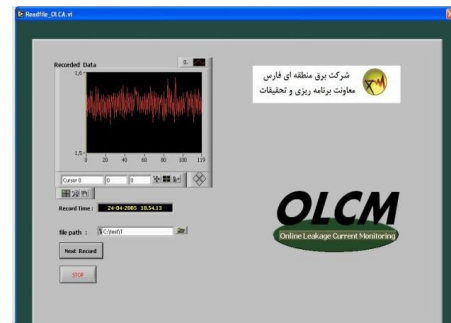 Readfile_OLCA.vi
Recorded Data
0:
1,6
1,5
0
20
40
60
80
100
119
Cursor 0
0
0
Record Time : 24-04-2005 10.54.13
file path : C:\test\1
Next Record
STOP
شرکت برق منطقه ای فارس
معاونت برنامه ریزی و تحقیقات
OLCM
Online Leakage Current Monitoring